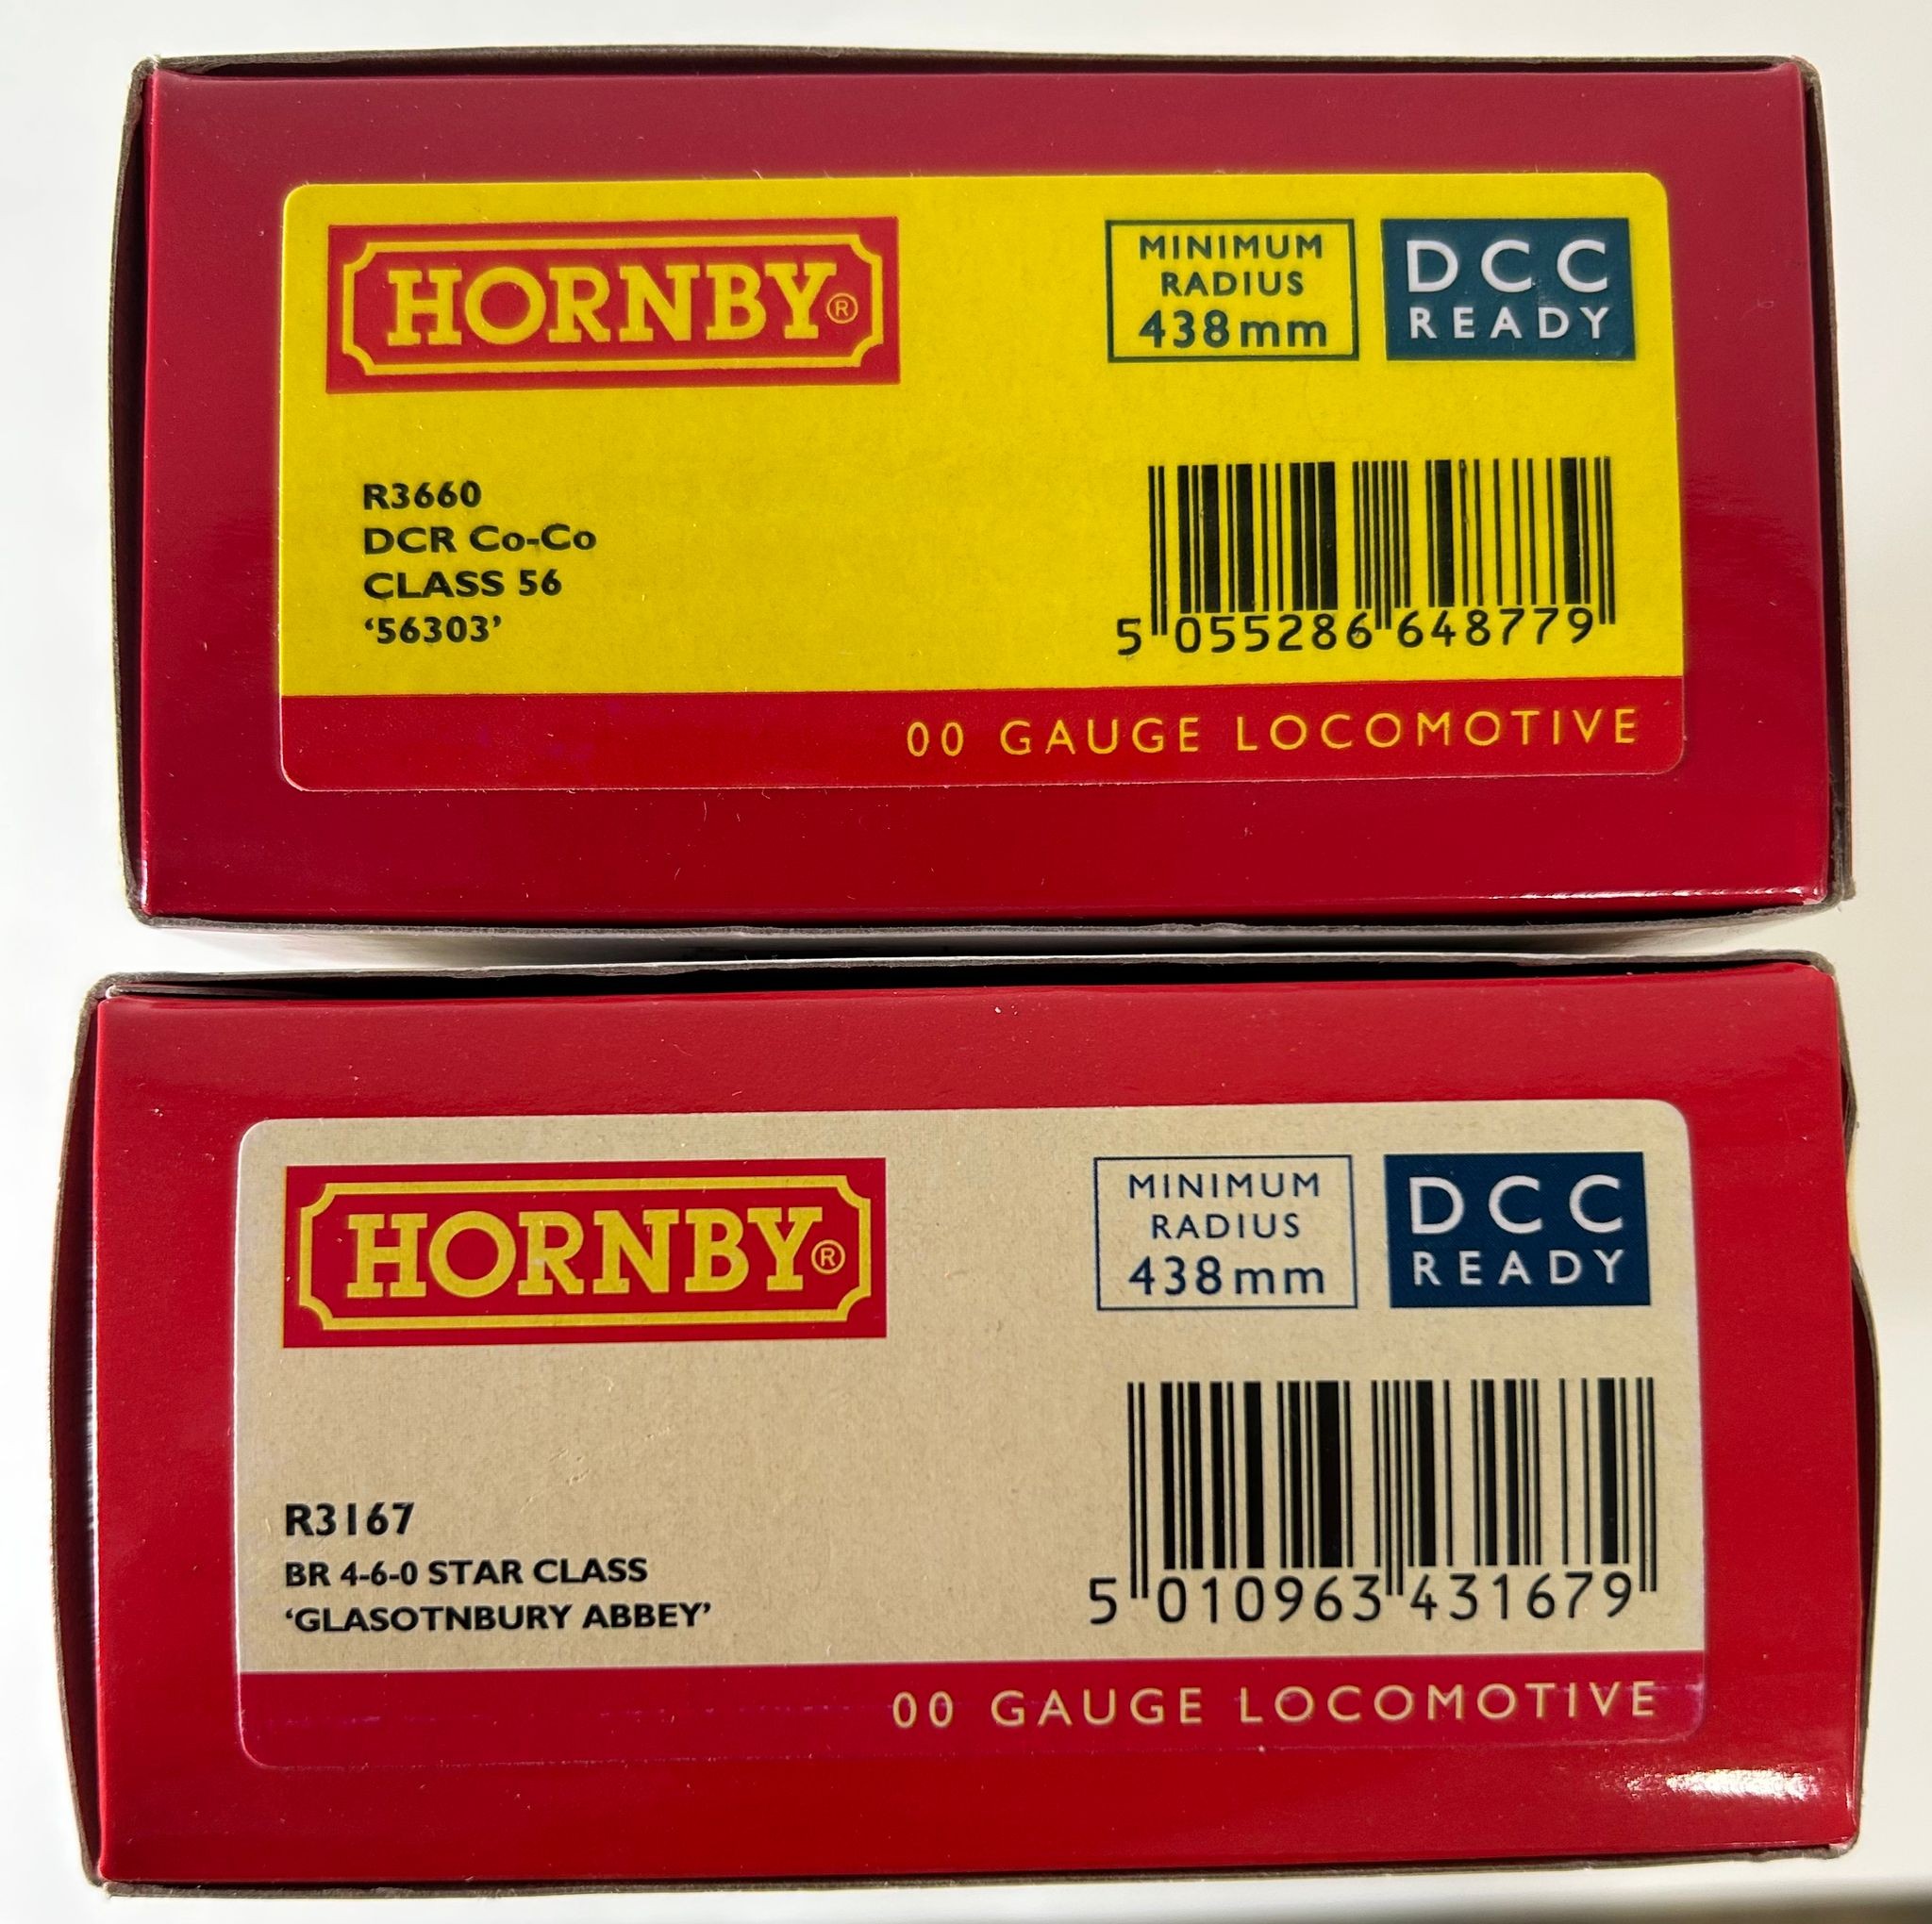 HORNBY®
MINIMUM
RADIUS
438mm
DCC
READY
R3660
DCR Co-Co
CLASS 56
‘56303’
5 055286 648779
00 GAUGE LOCOMOTIVE
HORNBY®
MINIMUM
RADIUS
438mm
DCC
READY
R3167
BR 4-6-0 STAR CLASS
‘GLASOTNBURY ABBEY’
5 010963 431679
00 GAUGE LOCOMOTIVE